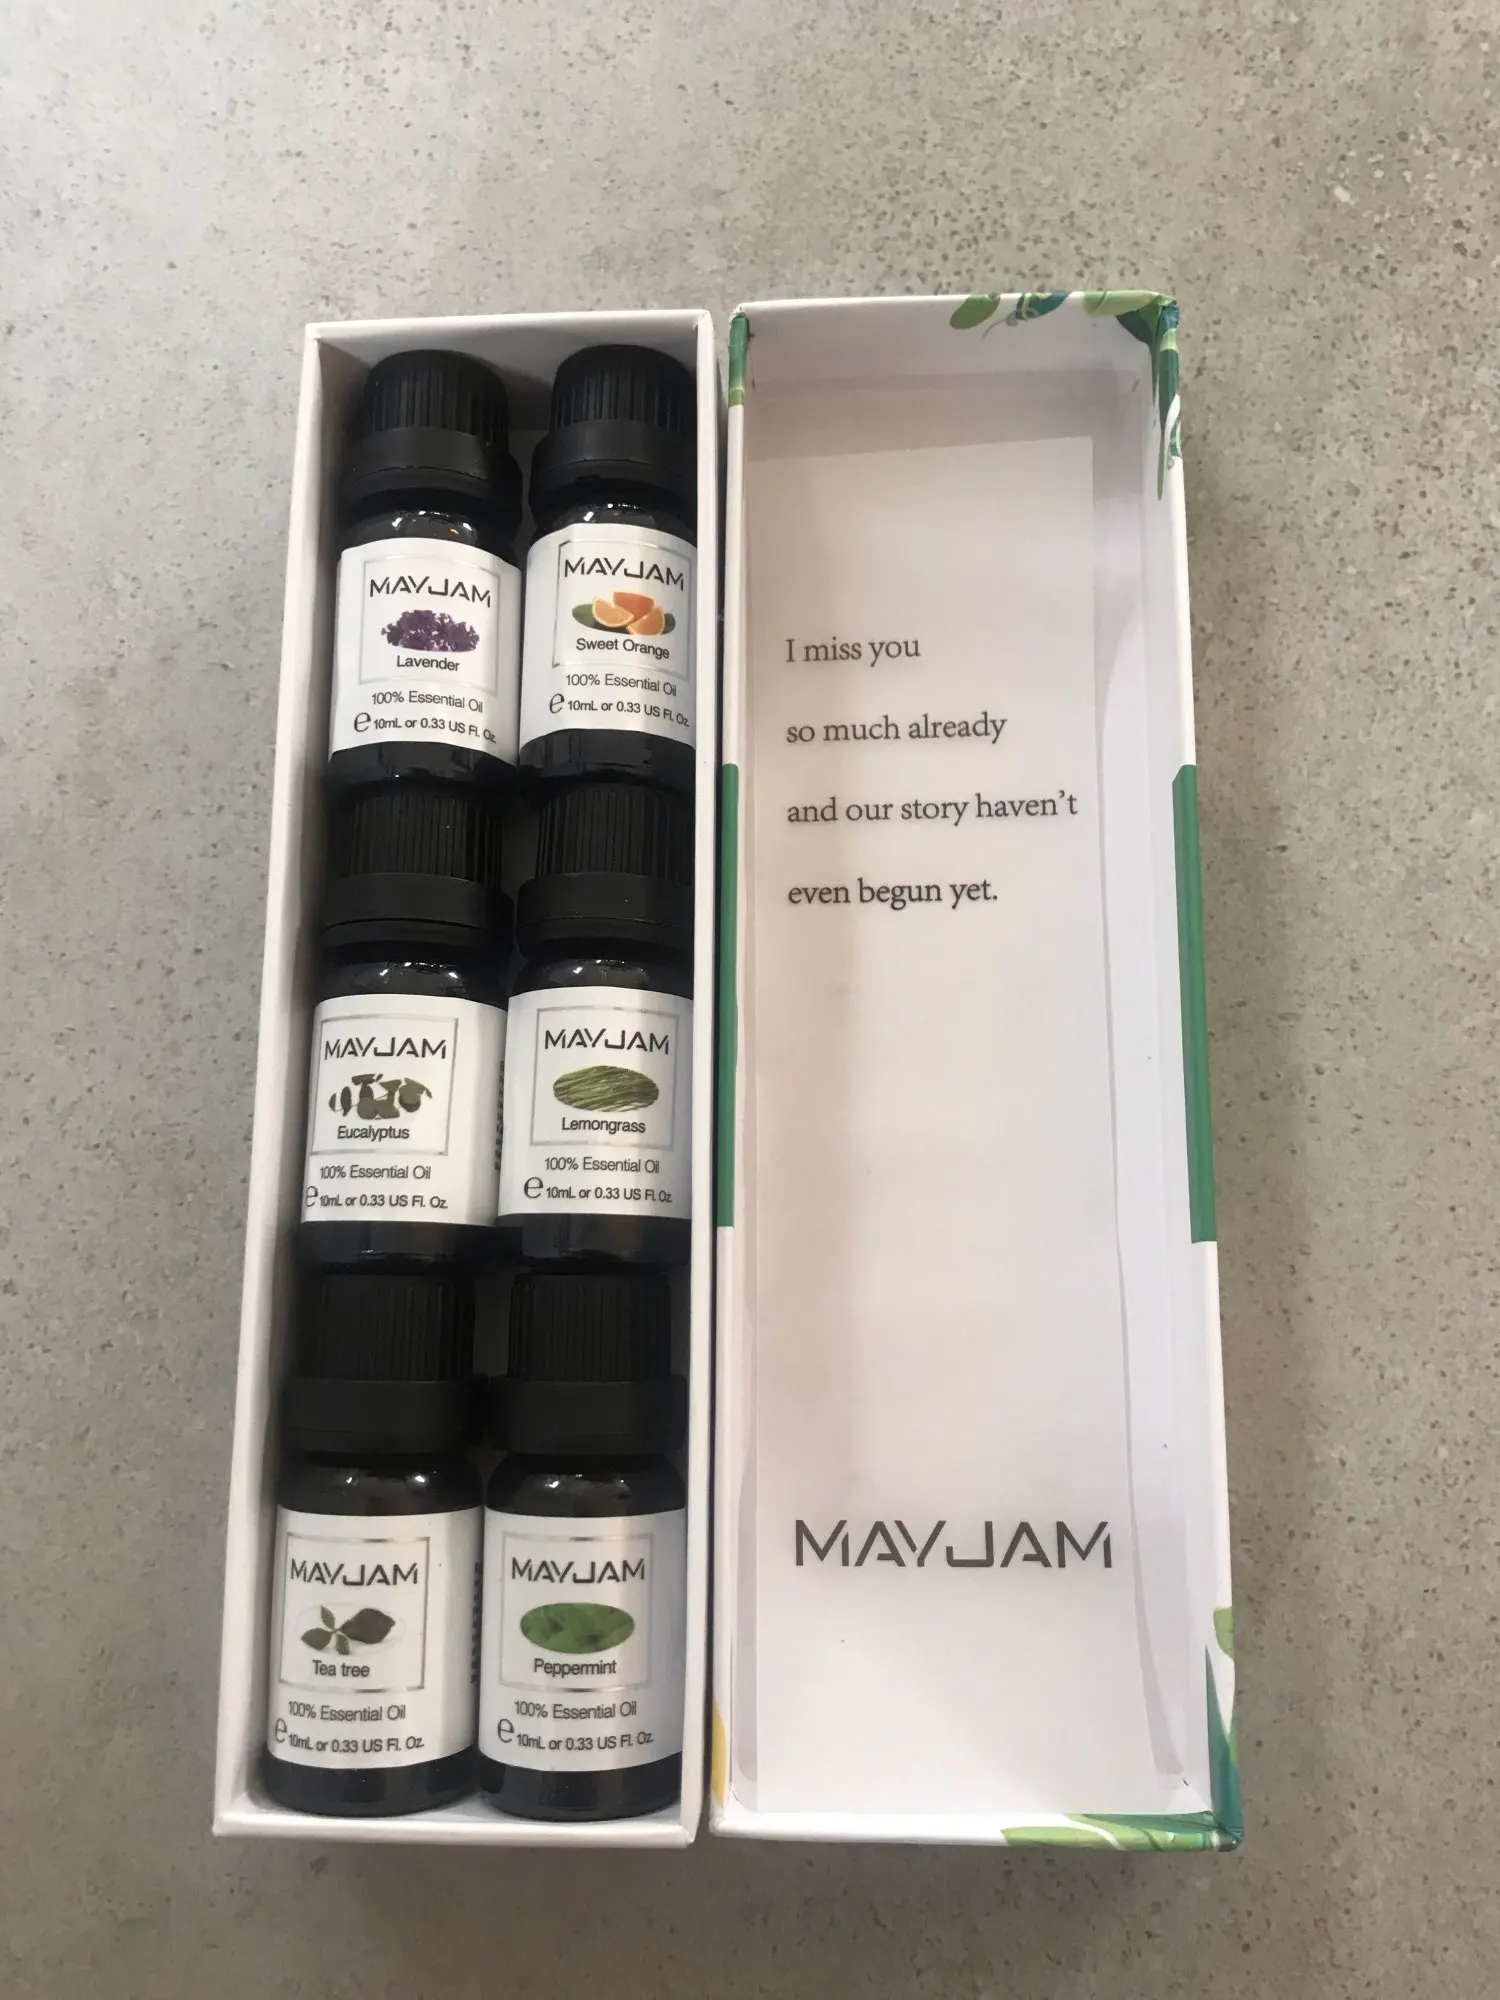 MAYJAM
Lavender
100% Essential Oil
e 10mL or 0.33 US Fl. Oz.
MAYJAM
Sweet Orange
100% Essential Oil
e 10mL or 0.33 US Fl. Oz.
MAYJAM
Eucalyptus
100% Essential Oil
e 10mL or 0.33 US Fl. Oz.
MAYJAM
Lemongrass
100% Essential Oil
e 10mL or 0.33 US Fl. Oz.
MAYJAM
Tea tree
100% Essential Oil
e 10mL or 0.33 US Fl. Oz.
MAYJAM
Peppermint
100% Essential Oil
e 10mL or 0.33 US Fl. Oz.
I miss you
so much already
and our story haven't
even begun yet.
MAYJAM